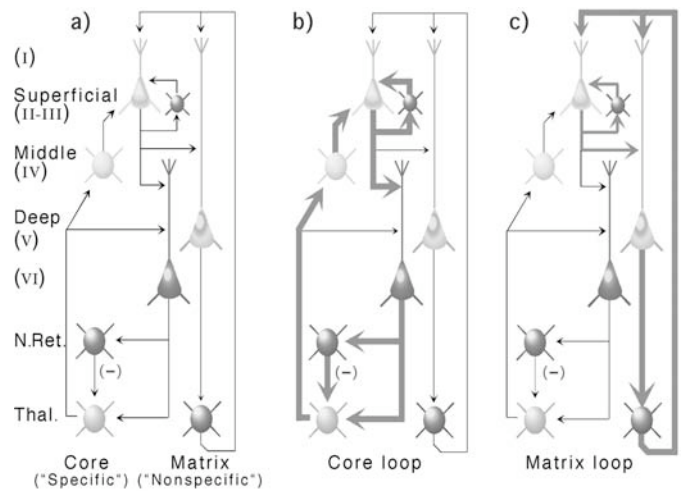 a)
b)
c)
(I)
Superficial
(II-III)
Middle
(IV)
Deep
(V)
(VI)
N.Ret.
(-)
(-)
(-)
Thal.
Core
("Specific")
Matrix
("Nonspecific")
Core loop
Matrix loop